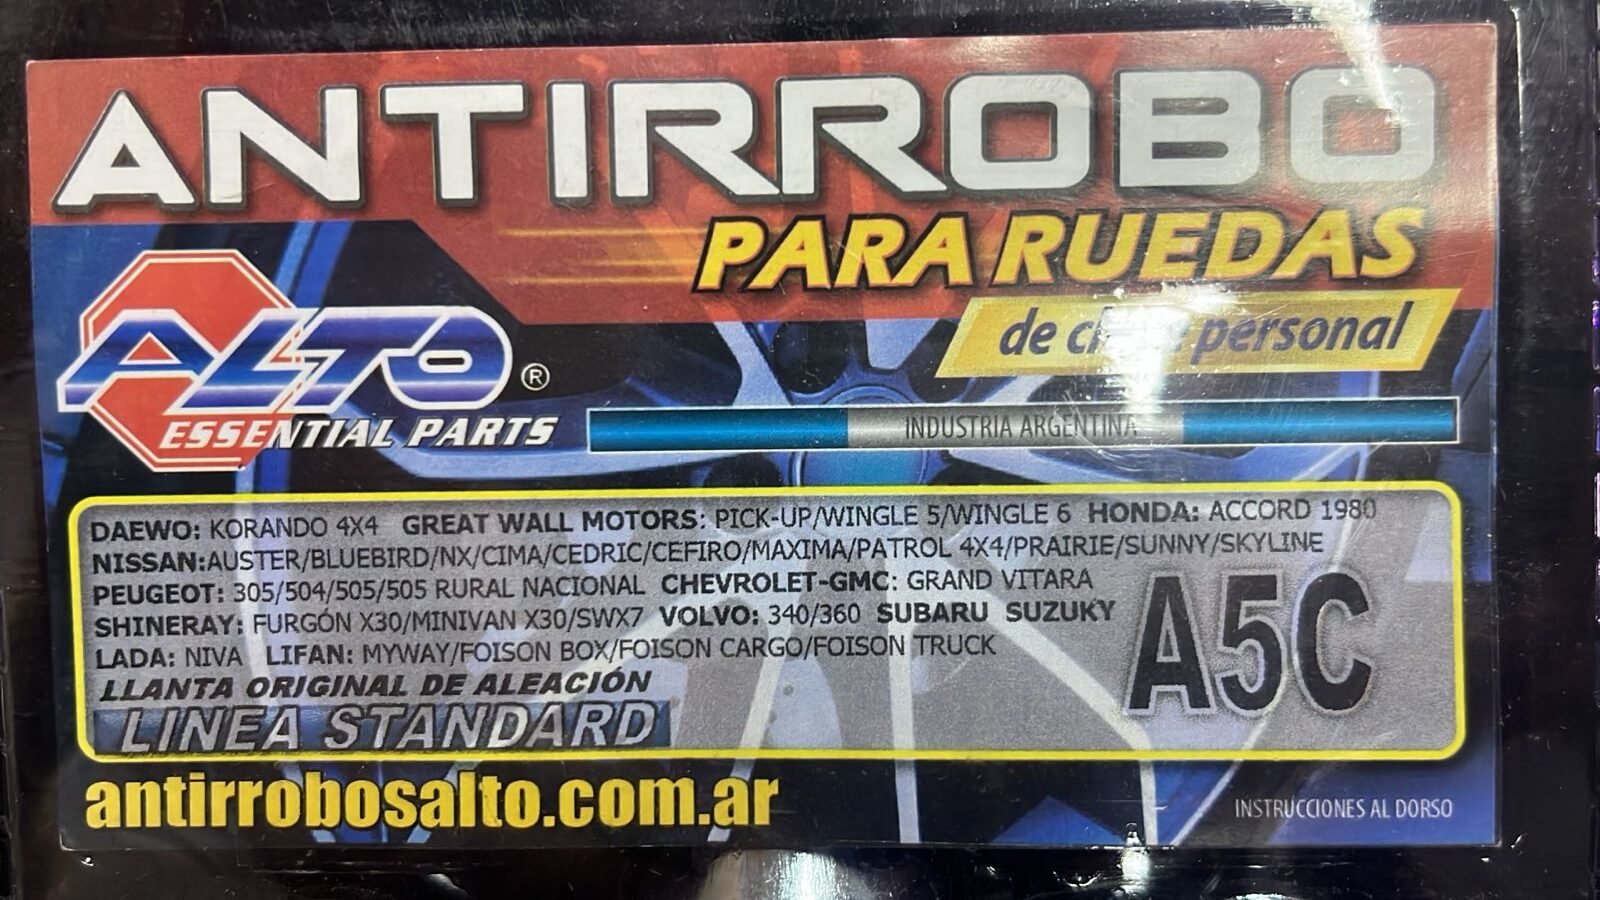 ANTIRROBO
PARA RUEDAS
de personal
ALTO ®
ESSENTIAL PARTS
INDUSTRIA ARGENTINA
DAEWO: KORANDO 4X4 GREAT WALL MOTORS: PICK-UP/WINGLE 5/WINGLE 6 HONDA: ACCORD 1980
NISSAN:AUSTER/BLUEBIRD/NX/CIMA/CEDRIC/CEFIRO/MAXIMA/PATROL 4X4/PRAIRIE/SUNNY/SKYLINE
PEUGEOT: 305/504/505/505 RURAL NACIONAL CHEVROLET-GMC: GRAND VITARA
SHINERAY: FURGÓN X30/MINIVAN X30/SWX7 VOLVO: 340/360 SUBARU SUZUKY
LADA: NIVA LIFAN: MYWAY/FOISON BOX/FOISON CARGO/FOISON TRUCK
LLANTA ORIGINAL DE ALEACIÓN
LINEA STANDARD
A5C
antirrobosalto.com.ar
INSTRUCCIONES AL DORSO